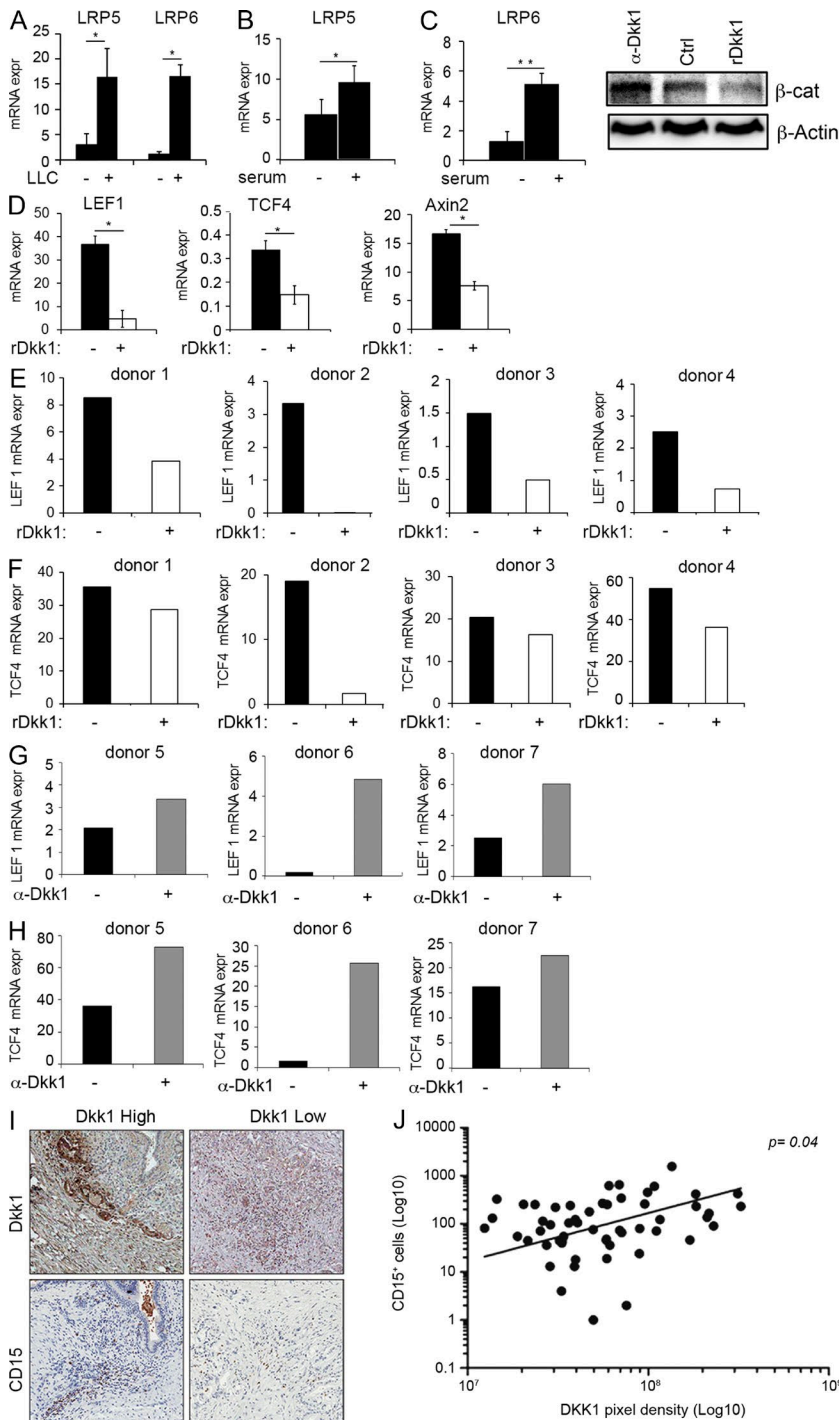 A
LRP5 LRP6
mRNA expr
20
15
10
5
0
*
*
- + - +
LLC
B
LRP5
mRNA expr
15
10
5
0
*
- +
serum
C
LRP6
mRNA expr
8
6
4
2
0
**
- +
serum
α-Dkk1
Ctrl
rDkk1
β-cat
β-Actin
D
LEF1
mRNA expr
50
40
30
20
10
0
*
rDkk1: - +
TCF4
mRNA expr
0.5
0.4
0.3
0.2
0.1
0
*
rDkk1: - +
Axin2
mRNA expr
20
15
10
5
0
*
rDkk1: - +
E
donor 1
LEF 1 mRNA expr
10
8
6
4
2
0
rDkk1: - +
donor 2
LEF 1 mRNA expr
4
3
2
1
0
rDkk1: - +
donor 3
LEF 1 mRNA expr
2
1.5
1
0.5
0
rDkk1: - +
donor 4
LEF 1 mRNA expr
4
3
2
1
0
rDkk1: - +
F
donor 1
TCF4 mRNA expr
40
30
20
10
0
rDkk1: - +
donor 2
TCF4 mRNA expr
20
10
0
rDkk1: - +
donor 3
TCF4 mRNA expr
30
20
10
0
rDkk1: - +
donor 4
TCF4 mRNA expr
60
40
20
0
rDkk1: - +
G
donor 5
LEF 1 mRNA expr
5
4
3
2
1
0
α-Dkk1 - +
donor 6
LEF 1 mRNA expr
6
4
2
0
α-Dkk1 - +
donor 7
LEF 1 mRNA expr
8
6
4
2
0
α-Dkk1 - +
H
donor 5
TCF4 mRNA expr
80
60
40
20
0
α-Dkk1 - +
donor 6
TCF4 mRNA expr
35
30
25
20
15
10
5
0
α-Dkk1 - +
donor 7
TCF4 mRNA expr
25
20
15
10
5
0
α-Dkk1 - +
I
Dkk1 High Dkk1 Low
Dkk1
CD15
J
p= 0.04
CD15⁺ cells (Log10)
10000
1000
100
10
1
0.1
10⁷ 10⁸ 10⁹
DKK1 pixel density (Log10)